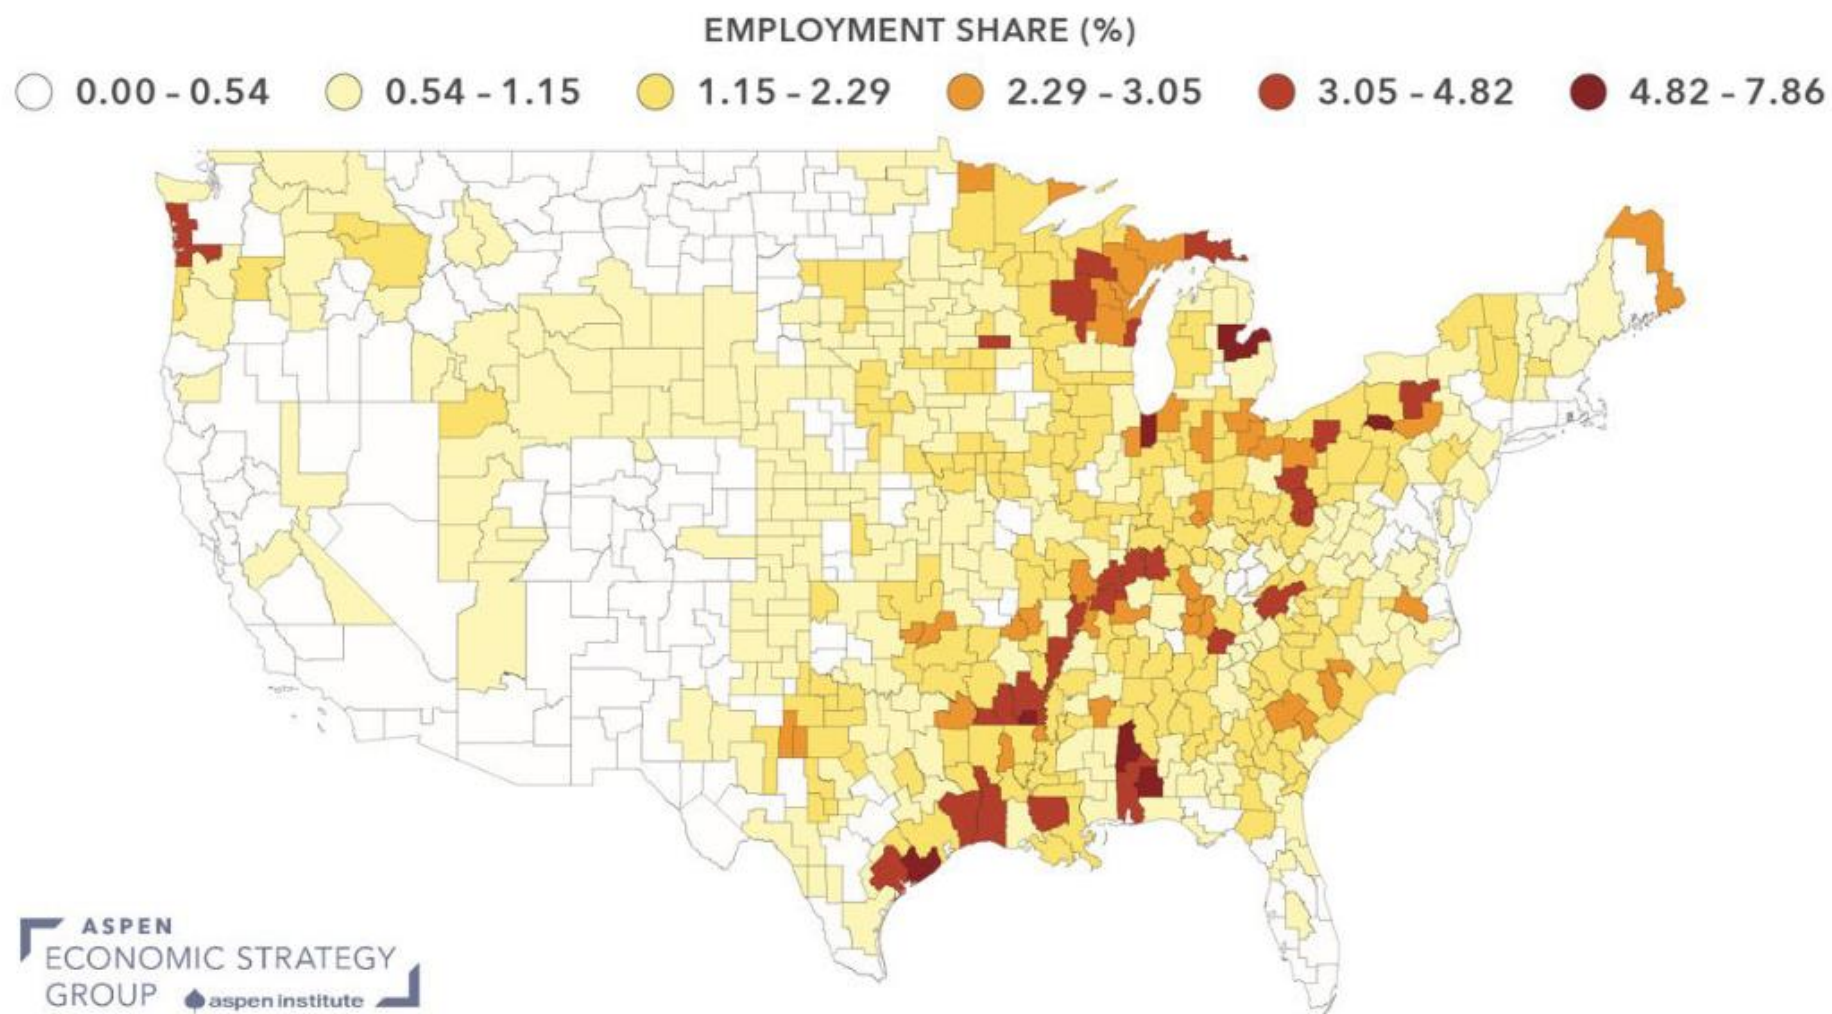 EMPLOYMENT SHARE (%)
0.00 - 0.54 0.54 - 1.15 1.15 - 2.29 2.29 - 3.05 3.05 - 4.82 4.82 - 7.86
ASPEN
ECONOMIC STRATEGY
GROUP aspen institute